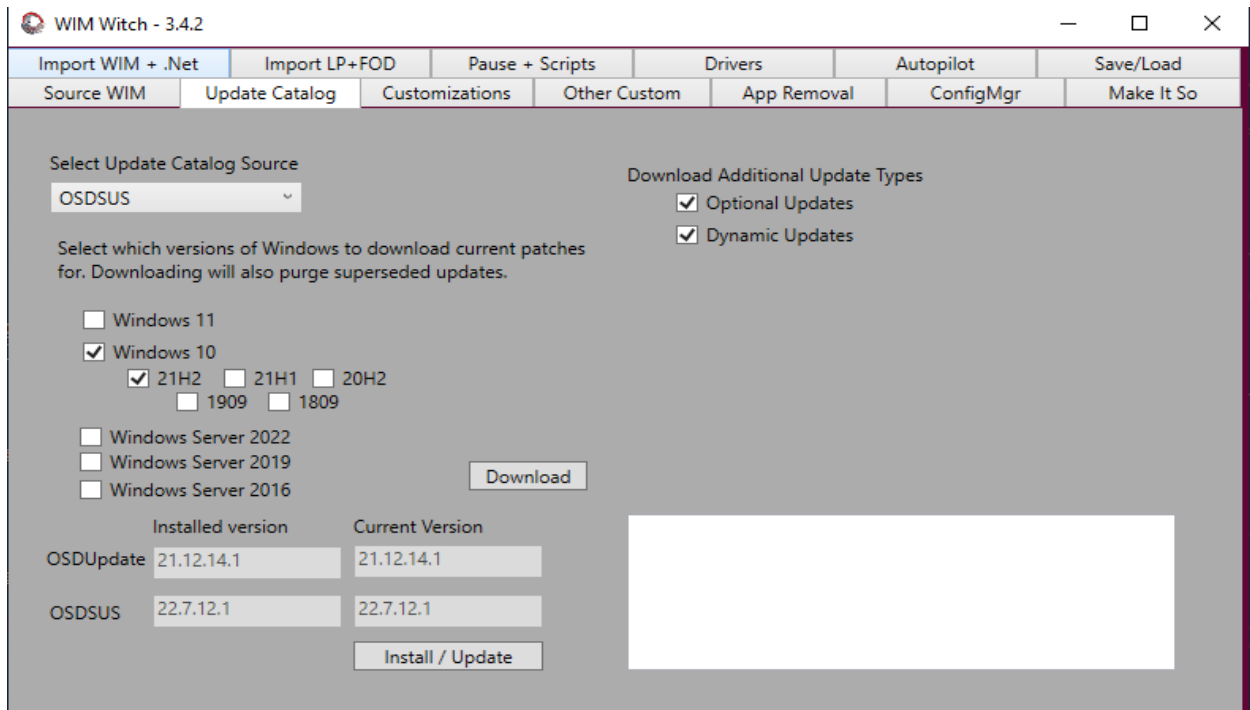 WIM Witch - 3.4.2
Import WIM + .Net Import LP+FOD Pause + Scripts Drivers Autopilot Save/Load
Source WIM Update Catalog Customizations Other Custom App Removal ConfigMgr Make It So
Select Update Catalog Source
OSDSUS
Download Additional Update Types
Optional Updates
Dynamic Updates
Select which versions of Windows to download current patches
for. Downloading will also purge superseded updates.
Windows 11
Windows 10
21H2 21H1 20H2
1909 1809
Windows Server 2022
Windows Server 2019
Windows Server 2016
Download
Installed version Current Version
OSDUpdate 21.12.14.1 21.12.14.1
OSDSUS 22.7.12.1 22.7.12.1
Install / Update